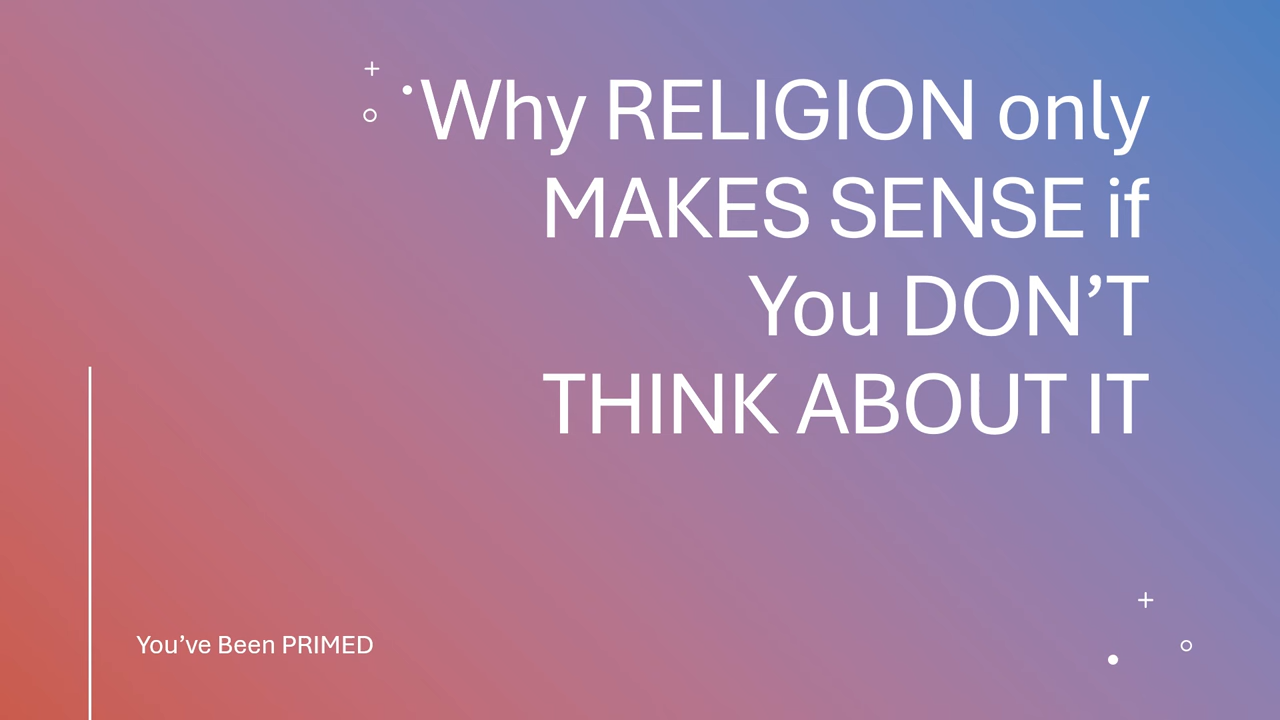 Why RELIGION only
MAKES SENSE if
You DON’T
THINK ABOUT IT
You’ve Been PRIMED